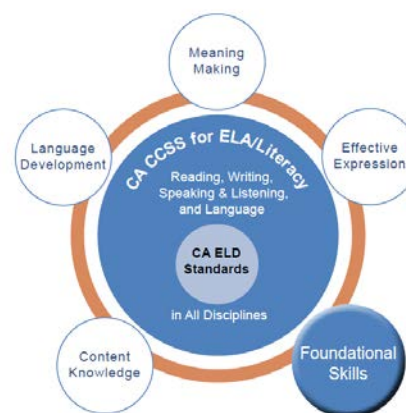 Meaning
Making
Language
Development
Effective
Expression
CA CCSS for ELA/Literacy
Reading, Writing,
Speaking & Listening,
and Language
CA ELD
Standards
in All Disciplines
Content
Knowledge
Foundational
Skills